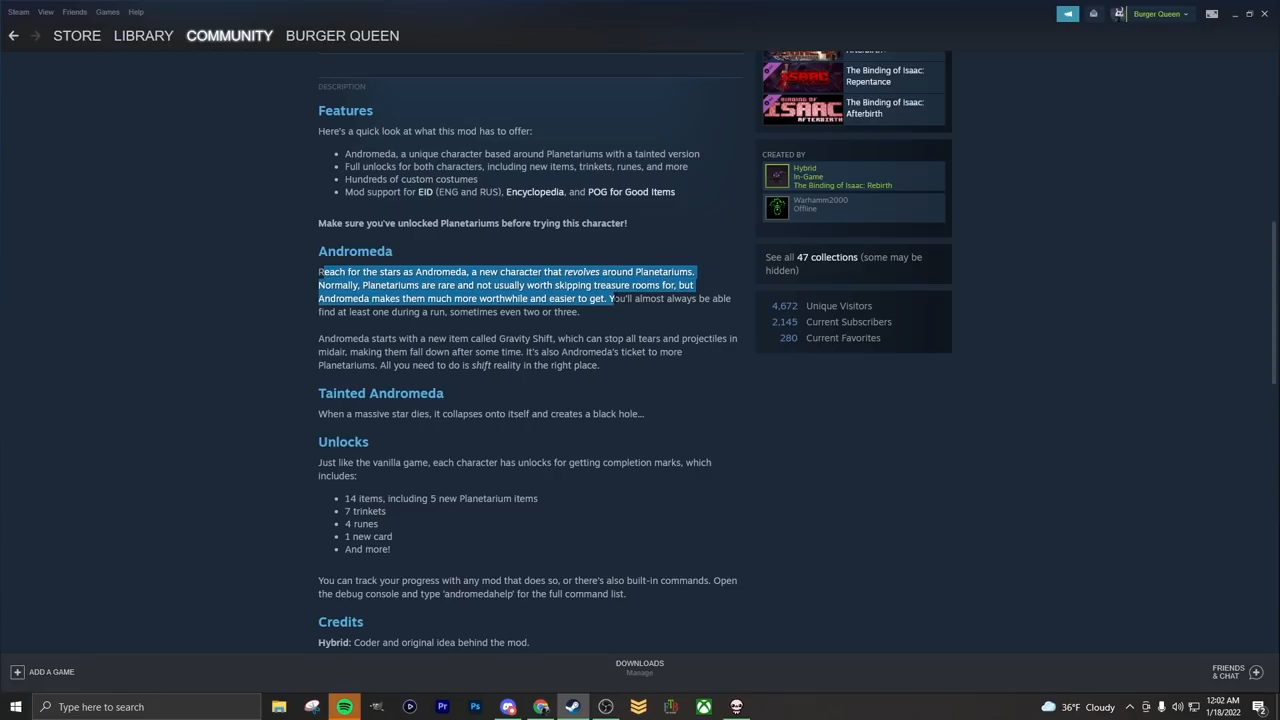 Steam View Friends Games Help
Burger Queen
STORE LIBRARY COMMUNITY BURGER QUEEN
The Binding of Isaac:
Repentance
The Binding of Isaac:
Afterbirth
DESCRIPTION
Features
Here's a quick look at what this mod has to offer:
Andromeda, a unique character based around Planetariums with a tainted version
Full unlocks for both characters, including new items, trinkets, runes, and more
Hundreds of custom costumes
Mod support for EID (ENG and RUS), Encyclopedia, and POG for Good Items
Make sure you've unlocked Planetariums before trying this character!
Andromeda
Reach for the stars as Andromeda, a new character that revolves around Planetariums.
Normally, Planetariums are rare and not usually worth skipping treasure rooms for, but
Andromeda makes them much more worthwhile and easier to get. You'll almost always be able
find at least one during a run, sometimes even two or three.
Andromeda starts with a new item called Gravity Shift, which can stop all tears and projectiles in
midair, making them fall down after some time. It's also Andromeda's ticket to more
Planetariums. All you need to do is shift reality in the right place.
Tainted Andromeda
When a massive star dies, it collapses onto itself and creates a black hole...
Unlocks
Just like the vanilla game, each character has unlocks for getting completion marks, which
includes:
14 items, including 5 new Planetarium items
7 trinkets
4 runes
1 new card
And more!
You can track your progress with any mod that does so, or there's also built-in commands. Open
the debug console and type 'andromedahelp' for the full command list.
Credits
Hybrid: Coder and original idea behind the mod.
CREATED BY
Hybrid
In-Game
The Binding of Isaac: Rebirth
Warhamm2000
Offline
See all 47 collections (some may be
hidden)
4,672 Unique Visitors
2,145 Current Subscribers
280 Current Favorites
ADD A GAME
DOWNLOADS
Manage
FRIENDS
& CHAT
Type here to search
36°F Cloudy
12:02 AM
1/18/2022